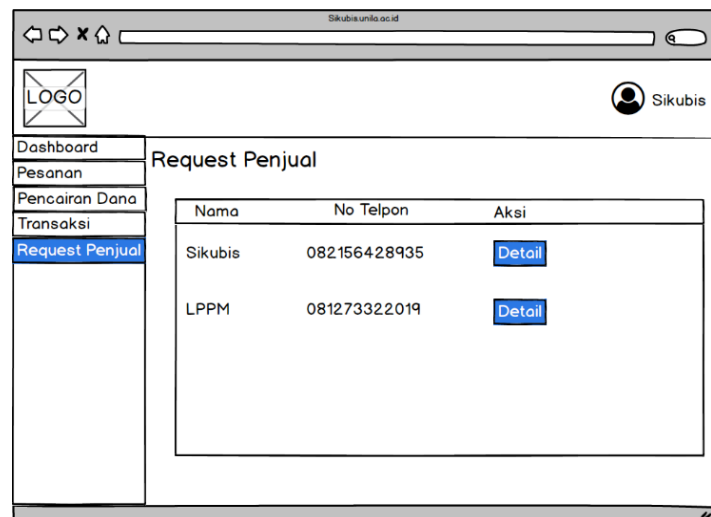 Sikubis.unila.ac.id
LOGO
Sikubis
Dashboard
Pesanan
Pencairan Dana
Transaksi
Request Penjual
Request Penjual
Nama No Telpon Aksi
Sikubis 082156428935 Detail
LPPM 081273322019 Detail